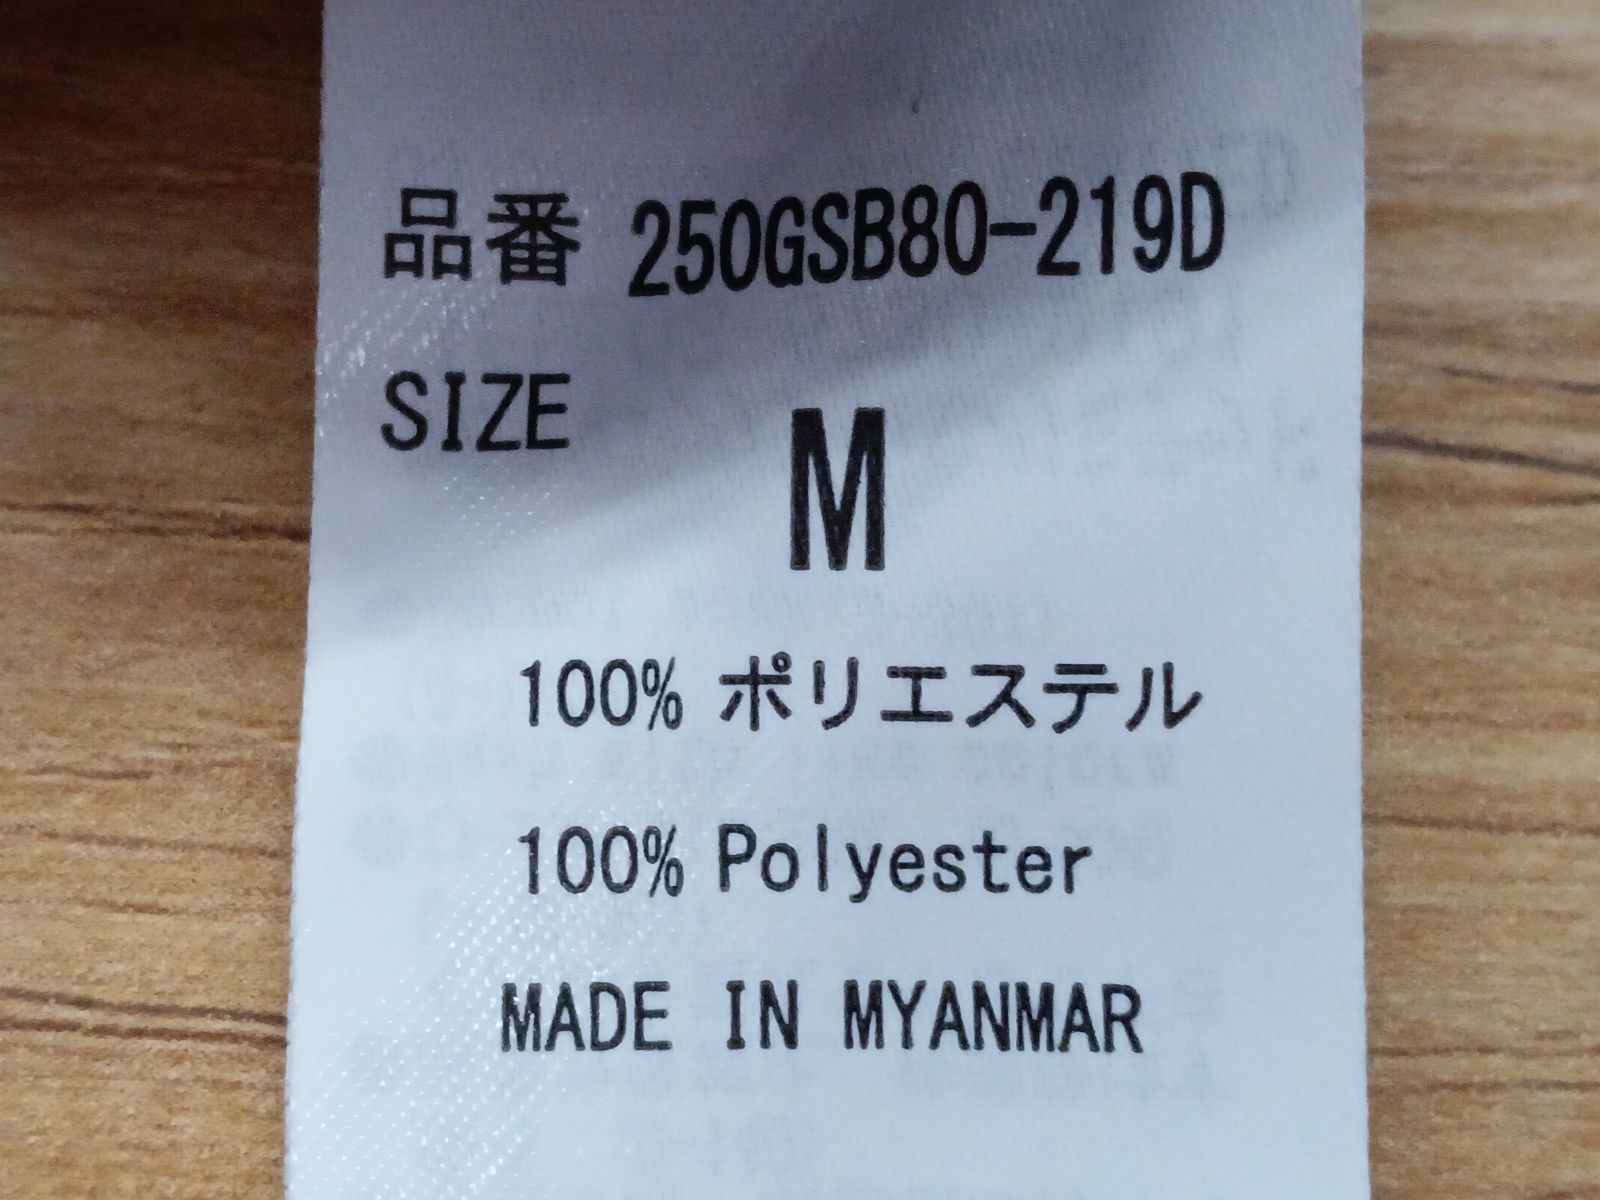 品番 250GSB80-219D
SIZE
M
100% ポリエステル
100% Polyester
MADE IN MYANMAR